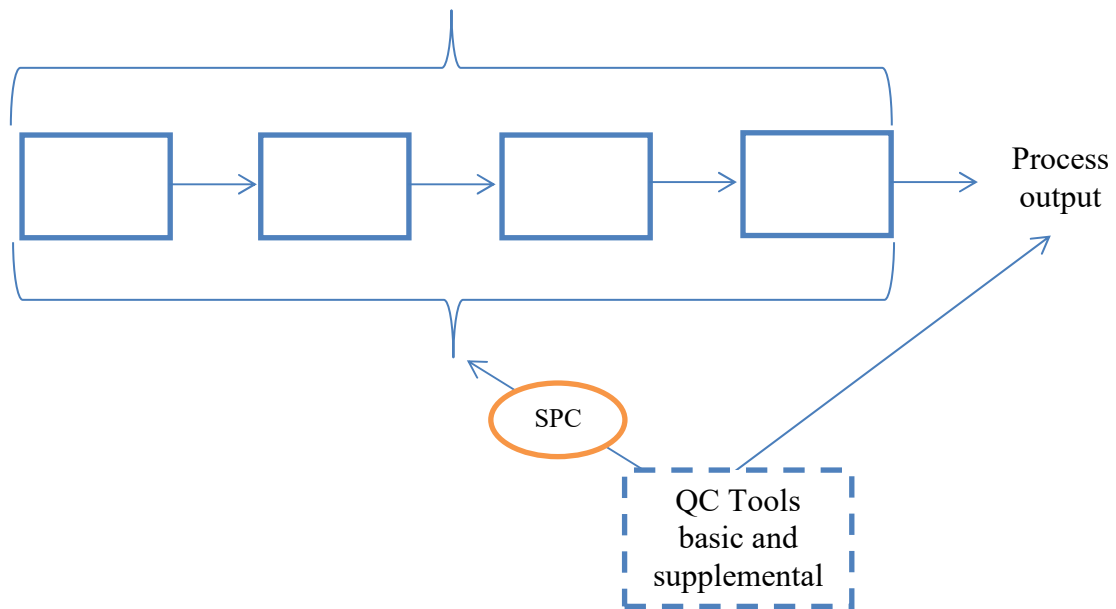 Process
output
SPC
QC Tools
basic and
supplemental